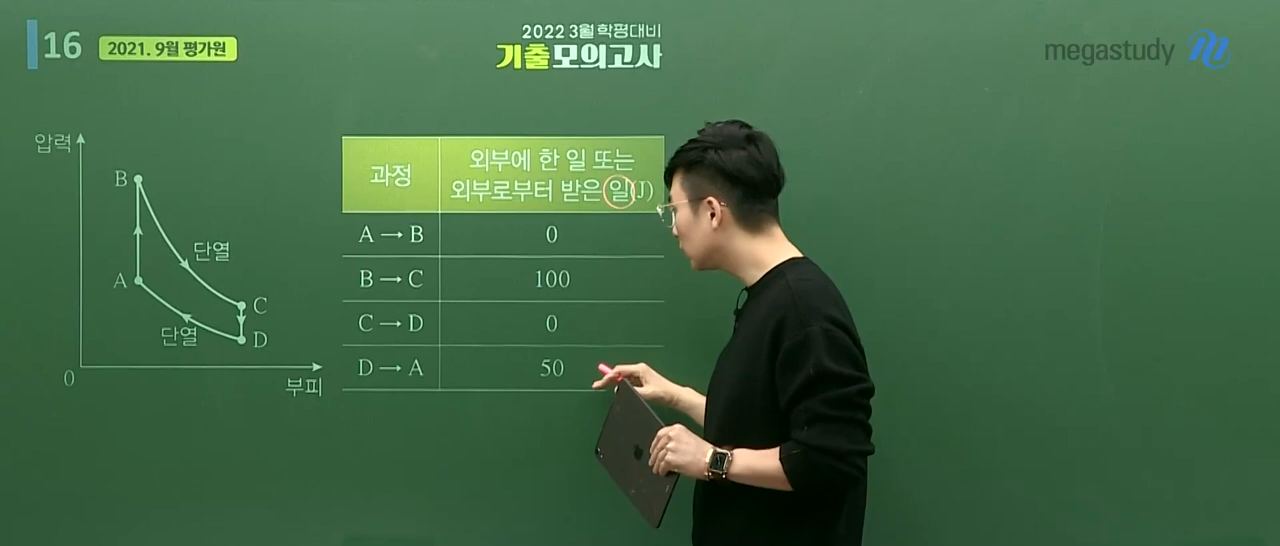 16 2021. 9월 평가원
2022 3월 학평대비
기출모의고사
megastudy
압력
B
단열
A
C
단열
D
0
부피
과정
외부에 한 일 또는
외부로부터 받은 일(J)
A → B 0
B → C 100
C → D 0
D → A 50